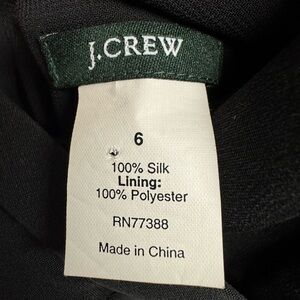 J.CREW
6
100% Silk
Lining:
100% Polyester
RN77388
Made in China